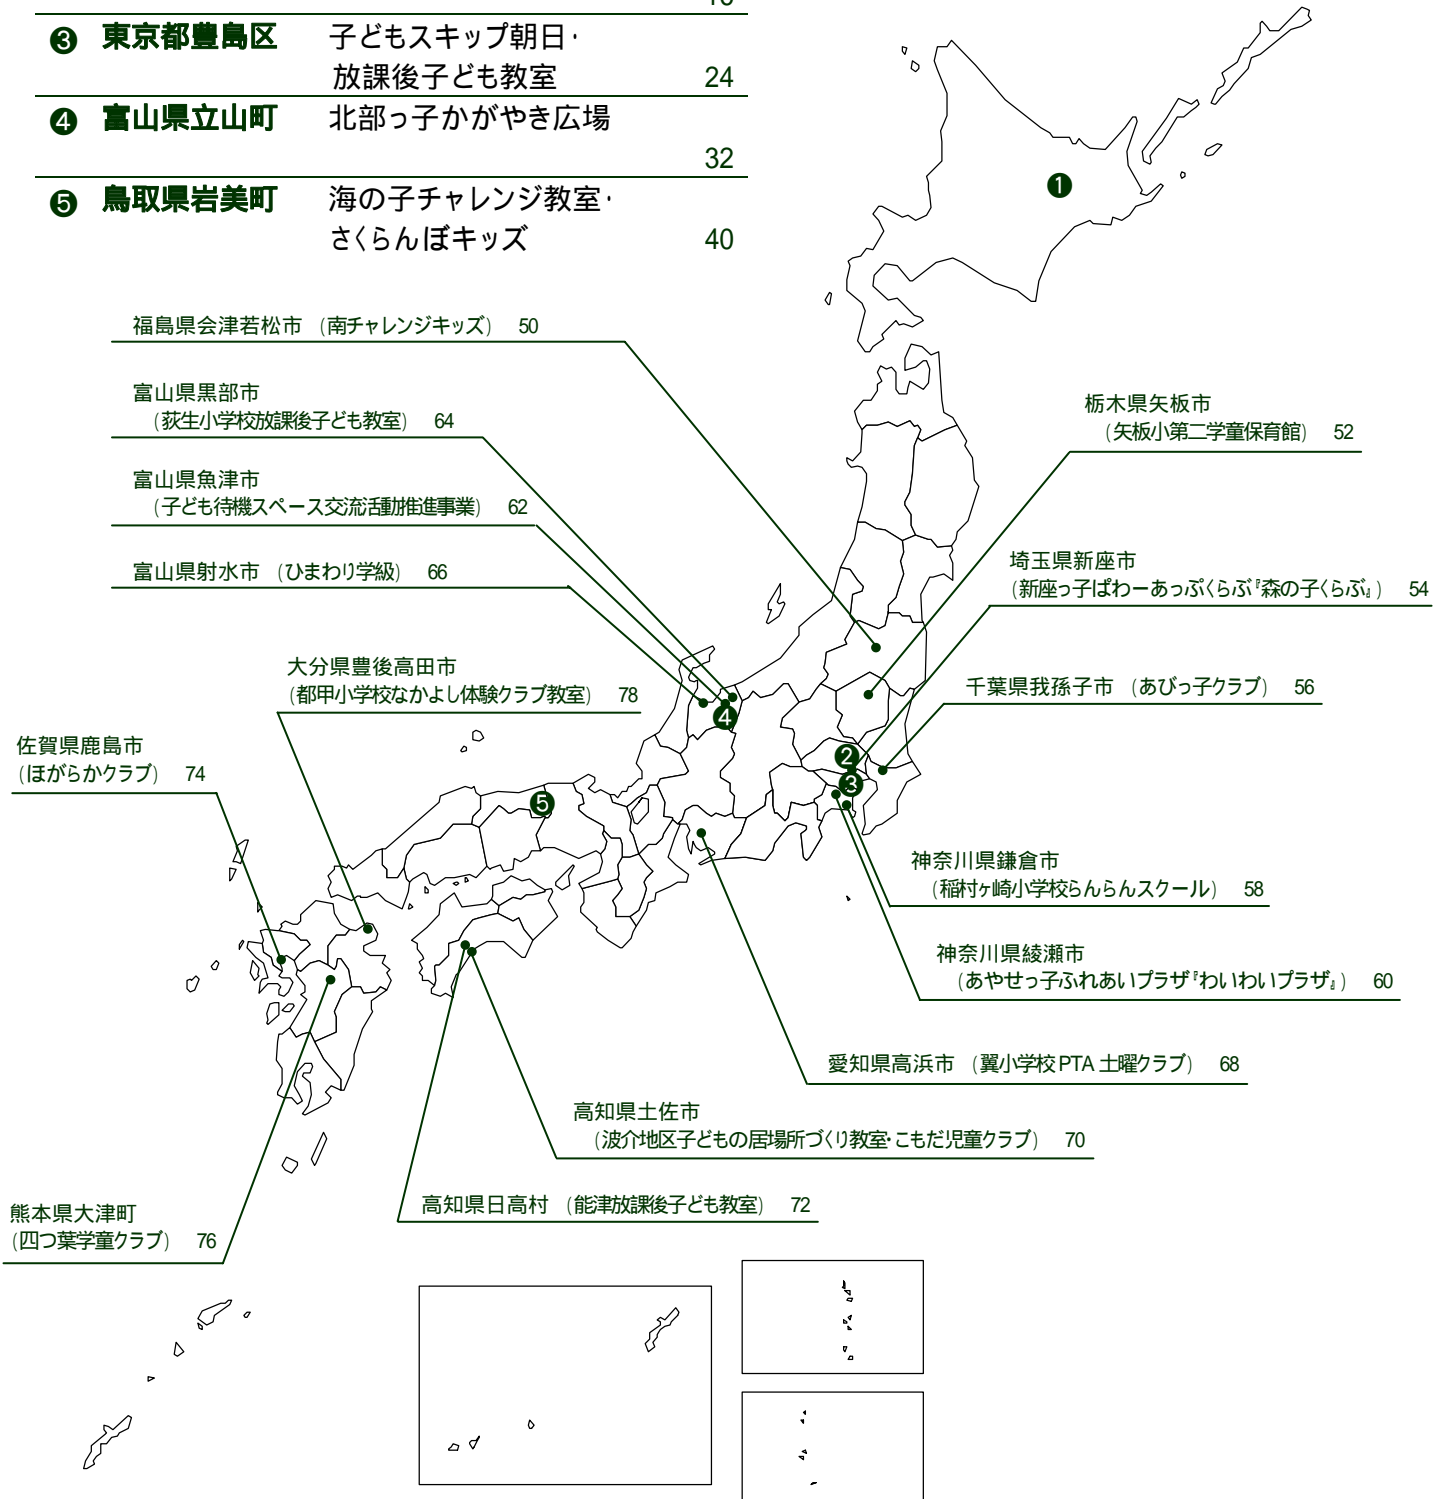 ❸ 東京都豊島区 子どもスキップ朝日・
放課後子ども教室 24
❹ 富山県立山町 北部っ子かがやき広場
32
❺ 鳥取県岩美町 海の子チャレンジ教室・
さくらんぼキッズ 40
❶
福島県会津若松市 (南チャレンジキッズ) 50
富山県黒部市
(荻生小学校放課後子ども教室) 64
栃木県矢板市
(矢板小第二学童保育館) 52
富山県魚津市
(子ども待機スペース交流活動推進事業) 62
埼玉県新座市
(新座っ子ぱわーあっぷくらぶ『森の子くらぶ』) 54
富山県射水市 (ひまわり学級) 66
大分県豊後高田市
(都甲小学校なかよし体験クラブ教室) 78
千葉県我孫子市 (あびっ子クラブ) 56
❹
佐賀県鹿島市
(ほがらかクラブ) 74
❷
❸
❺
神奈川県鎌倉市
(稲村ヶ崎小学校らんらんスクール) 58
神奈川県綾瀬市
(あやせっ子ふれあいプラザ『わいわいプラザ』) 60
愛知県高浜市 (翼小学校PTA土曜クラブ) 68
高知県土佐市
(波介地区子どもの居場所づくり教室・こもだ児童クラブ) 70
高知県日高村 (能津放課後子ども教室) 72
熊本県大津町
(四つ葉学童クラブ) 76